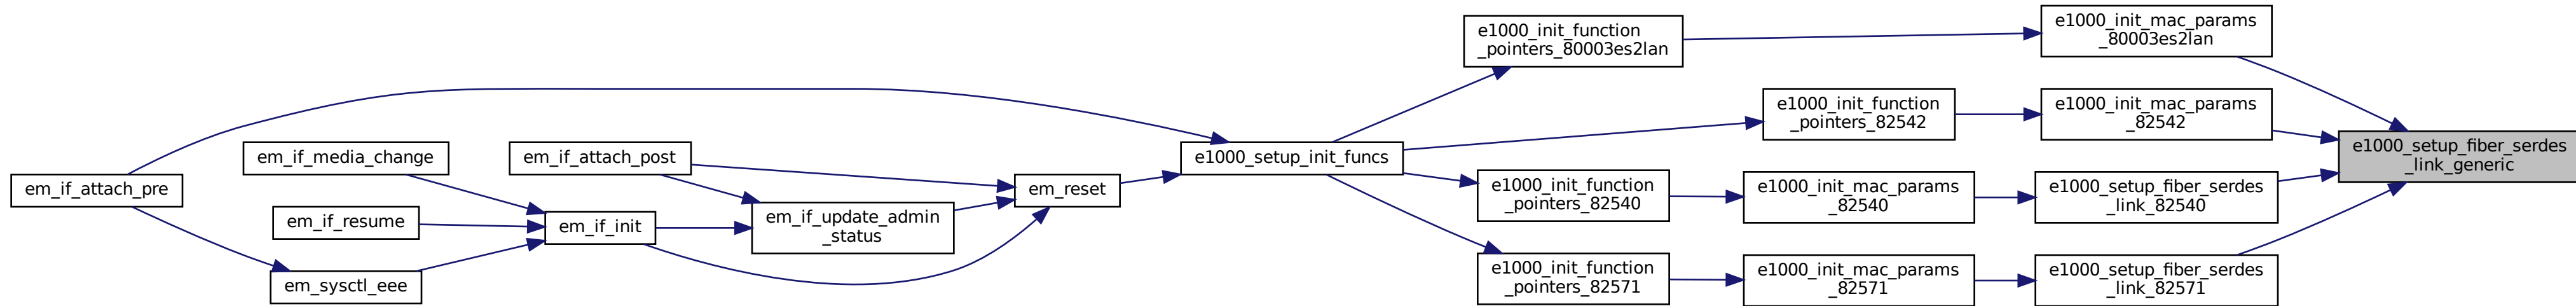 em_if_attach_pre
em_if_media_change
em_if_resume
em_sysctl_eee
em_if_attach_post
em_if_init
em_if_update_admin
_status
em_reset
e1000_setup_init_funcs
e1000_init_function
_pointers_80003es2lan
e1000_init_function
_pointers_82542
e1000_init_function
_pointers_82540
e1000_init_function
_pointers_82571
e1000_init_mac_params
_80003es2lan
e1000_init_mac_params
_82542
e1000_init_mac_params
_82540
e1000_init_mac_params
_82571
e1000_setup_fiber_serdes
_link_82540
e1000_setup_fiber_serdes
_link_82571
e1000_setup_fiber_serdes
_link_generic